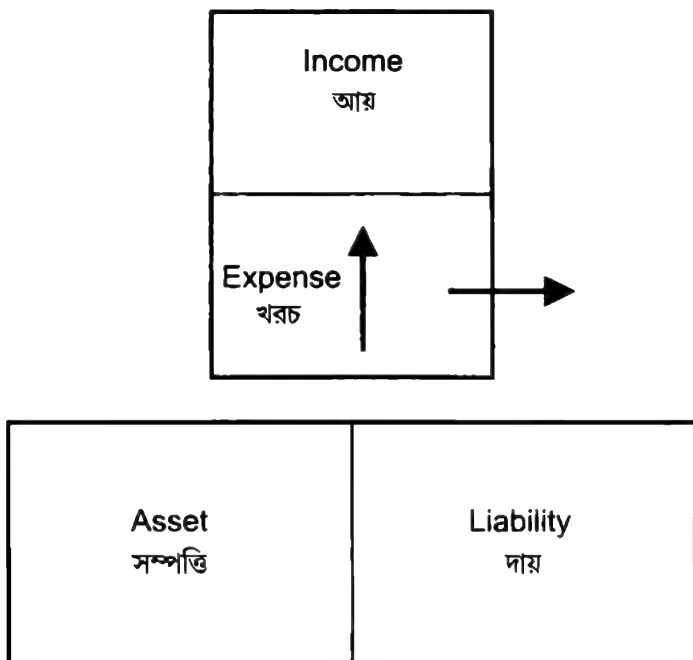 Income
আয়
Expense
খরচ
Asset
সম্পত্তি
Liability
দায়